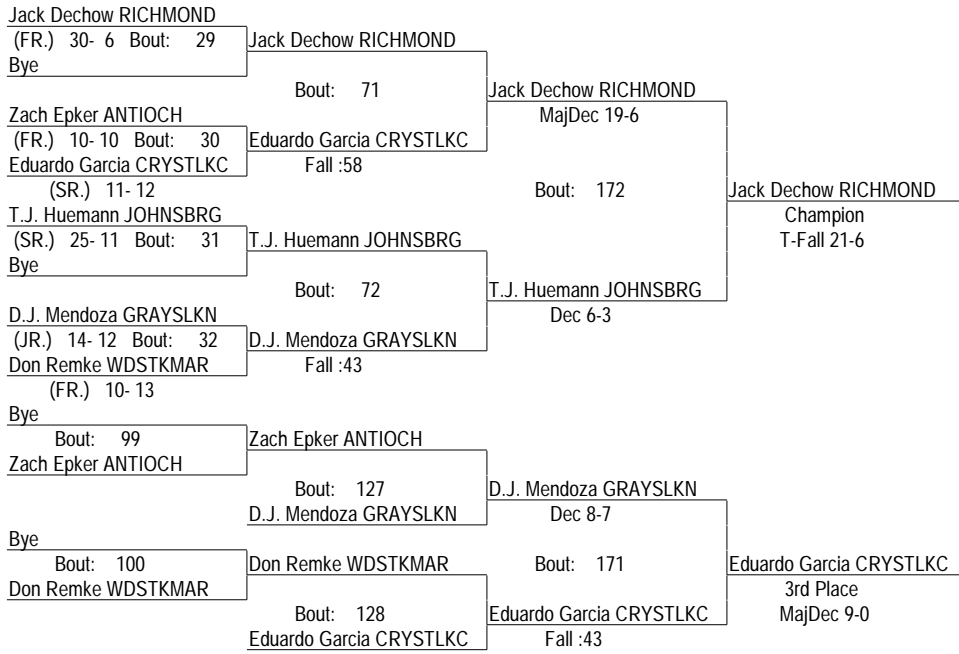 Jack Dechow RICHMOND
(FR.) 30- 6 Bout: 29 Jack Dechow RICHMOND
Bye
Bout: 71 Jack Dechow RICHMOND
Zach Epker ANTIOCH MajDec 19-6
(FR.) 10- 10 Bout: 30 Eduardo Garcia CRYSTLKC
Eduardo Garcia CRYSTLKC Fall :58
(SR.) 11- 12 Bout: 172 Jack Dechow RICHMOND
T.J. Huemann JOHNSBRG Champion
(SR.) 25- 11 Bout: 31 T.J. Huemann JOHNSBRG T-Fall 21-6
Bye
Bout: 72 T.J. Huemann JOHNSBRG
D.J. Mendoza GRAYSLKN Dec 6-3
(JR.) 14- 12 Bout: 32 D.J. Mendoza GRAYSLKN
Don Remke WDSTKMAR Fall :43
(FR.) 10- 13
Bye
Bout: 99 Zach Epker ANTIOCH
Zach Epker ANTIOCH
Bout: 127 D.J. Mendoza GRAYSLKN
D.J. Mendoza GRAYSLKN Dec 8-7
Bye
Bout: 100 Don Remke WDSTKMAR Bout: 171 Eduardo Garcia CRYSTLKC
Don Remke WDSTKMAR 3rd Place
Bout: 128 Eduardo Garcia CRYSTLKC MajDec 9-0
Eduardo Garcia CRYSTLKC Fall :43